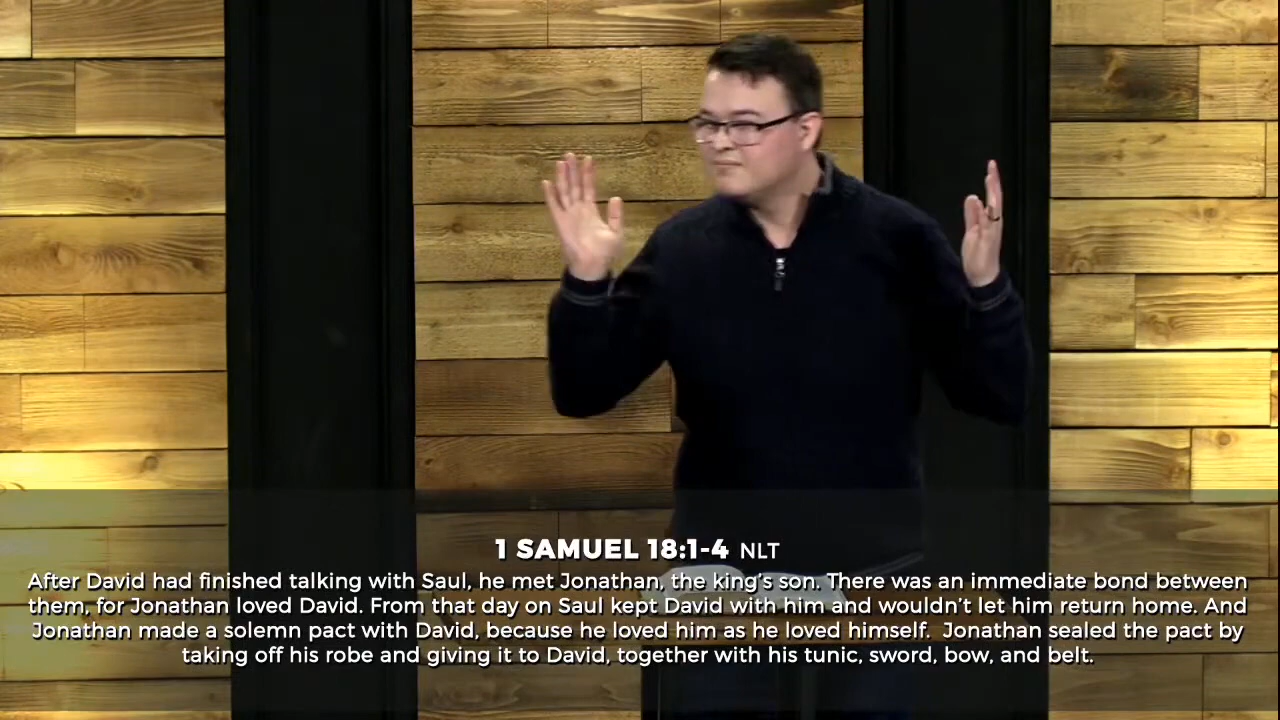 1 SAMUEL 18:1-4 NLT
After David had finished talking with Saul, he met Jonathan, the king's son. There was an immediate bond between
them, for Jonathan loved David. From that day on Saul kept David with him and wouldn't let him return home. And
Jonathan made a solemn pact with David, because he loved him as he loved himself.  Jonathan sealed the pact by
taking off his robe and giving it to David, together with his tunic, sword, bow, and belt.